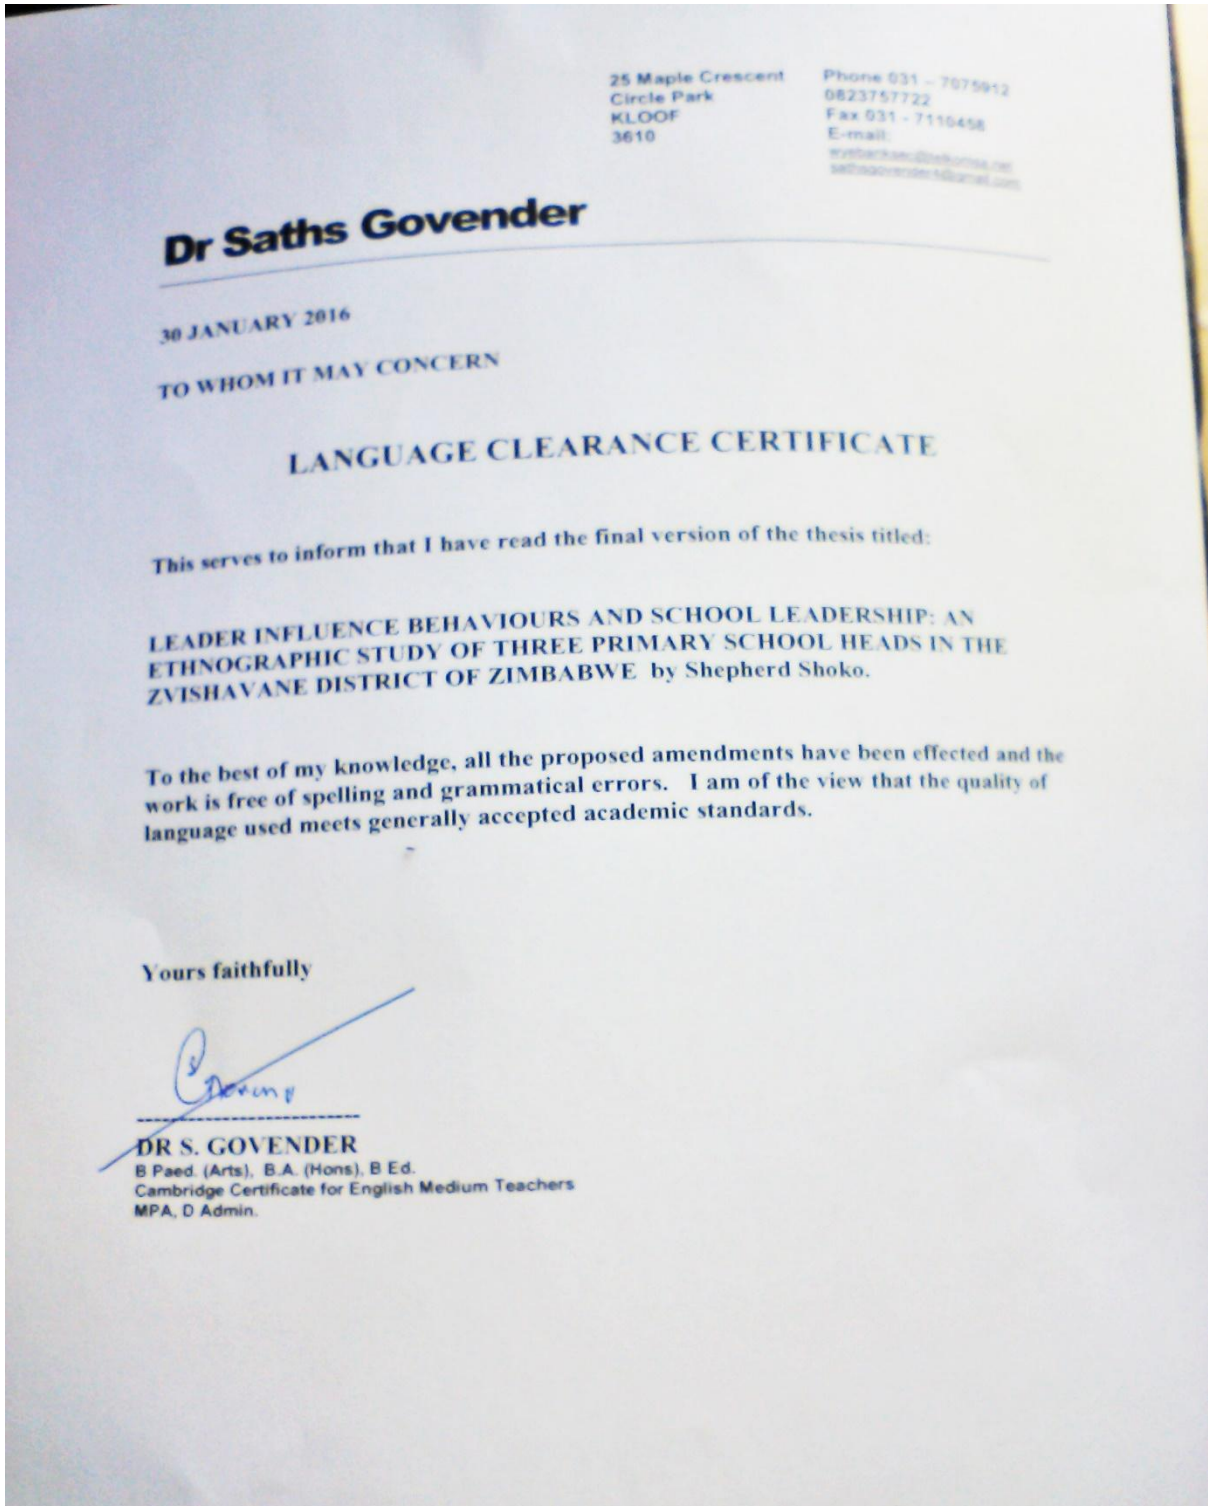 25 Maple Crescent
Circle Park
KLOOF
3610
Phone 031 – 7075912
0823757722
Fax 031 - 7110458
E-mail:
Dr Saths Govender
30 JANUARY 2016
TO WHOM IT MAY CONCERN
LANGUAGE CLEARANCE CERTIFICATE
This serves to inform that I have read the final version of the thesis titled:
LEADER INFLUENCE BEHAVIOURS AND SCHOOL LEADERSHIP: AN
ETHNOGRAPHIC STUDY OF THREE PRIMARY SCHOOL HEADS IN THE
ZVISHAVANE DISTRICT OF ZIMBABWE by Shepherd Shoko.
To the best of my knowledge, all the proposed amendments have been effected and the
work is free of spelling and grammatical errors. I am of the view that the quality of
language used meets generally accepted academic standards.
Yours faithfully
DR S. GOVENDER
B Paed. (Arts), B.A. (Hons), B Ed.
Cambridge Certificate for English Medium Teachers
MPA, D Admin.